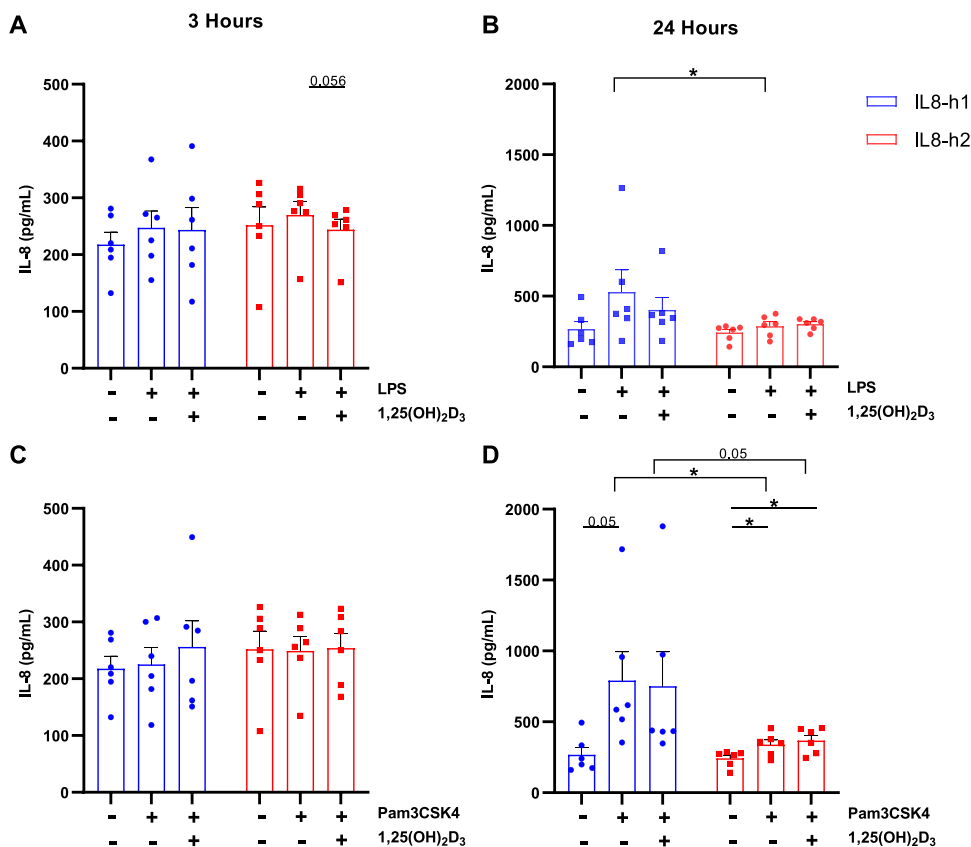 A
3 Hours
500
400
300
200
100
0
IL-8 (pg/mL)
0.056
- + + - + + LPS
- - + - - + 1,25(OH)₂D₃
B
24 Hours
2000
1500
1000
500
0
IL-8 (pg/mL)
*
- + + - + + LPS
- - + - - + 1,25(OH)₂D₃
IL8-h1
IL8-h2
C
500
400
300
200
100
0
IL-8 (pg/mL)
- + + - + + Pam3CSK4
- - + - - + 1,25(OH)₂D₃
D
0.05
*
0.05
*
*
2000
1500
1000
500
0
IL-8 (pg/mL)
- + + - + + Pam3CSK4
- - + - - + 1,25(OH)₂D₃